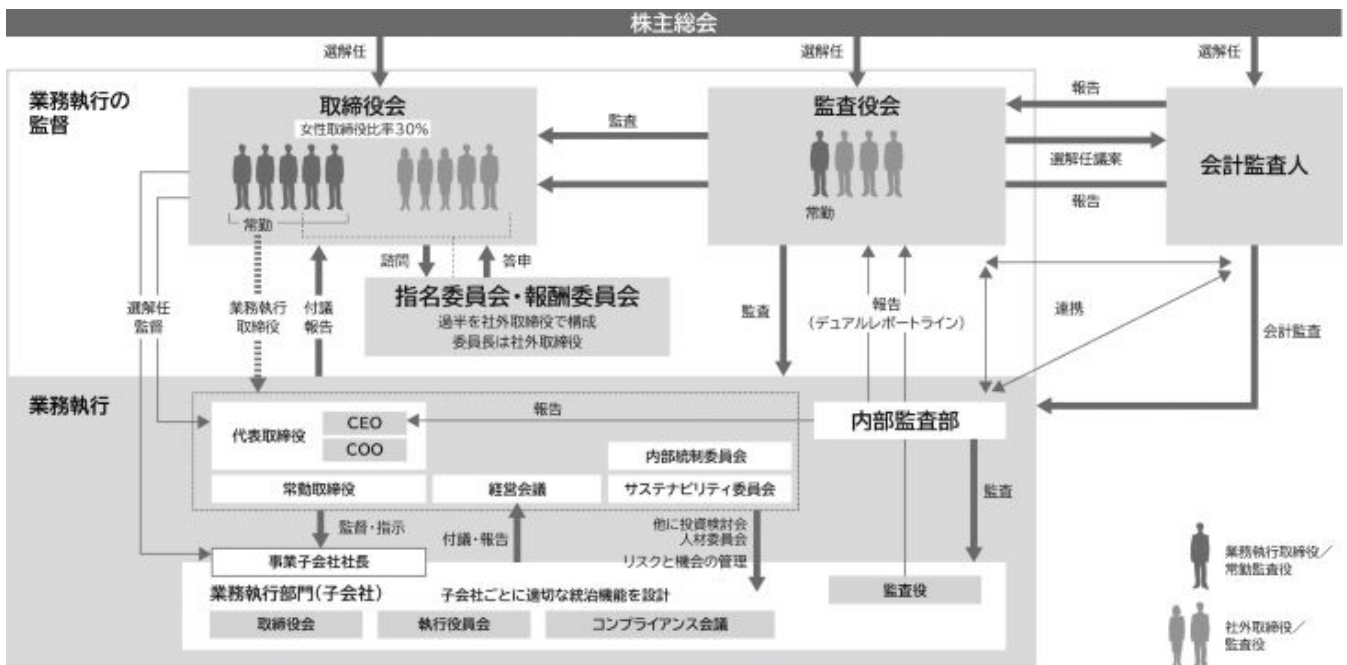 株主総会
選解任
選解任
選解任
業務執行の
監督
取締役会
女性取締役比率30%
常勤
監査
監査役会
常勤
報告
選解任議案
報告
会計監査人
諮問
答申
指名委員会・報酬委員会
過半を社外取締役で構成
委員長は社外取締役
選解任
監督
業務執行
取締役
付議
報告
監査
報告
(デュアルレポートライン)
連携
会計監査
業務執行
代表取締役
CEO
COO
報告
内部監査部
内部統制委員会
常勤取締役
経営会議
サステナビリティ委員会
監督・指示
付議・報告
他に投資検討会
人材委員会
リスクと機会の管理
監査
事業子会社社長
業務執行部門(子会社)
子会社ごとに適切な統治機能を設計
監査役
取締役会
執行役員会
コンプライアンス会議
業務執行取締役/
常勤監査役
社外取締役/
監査役